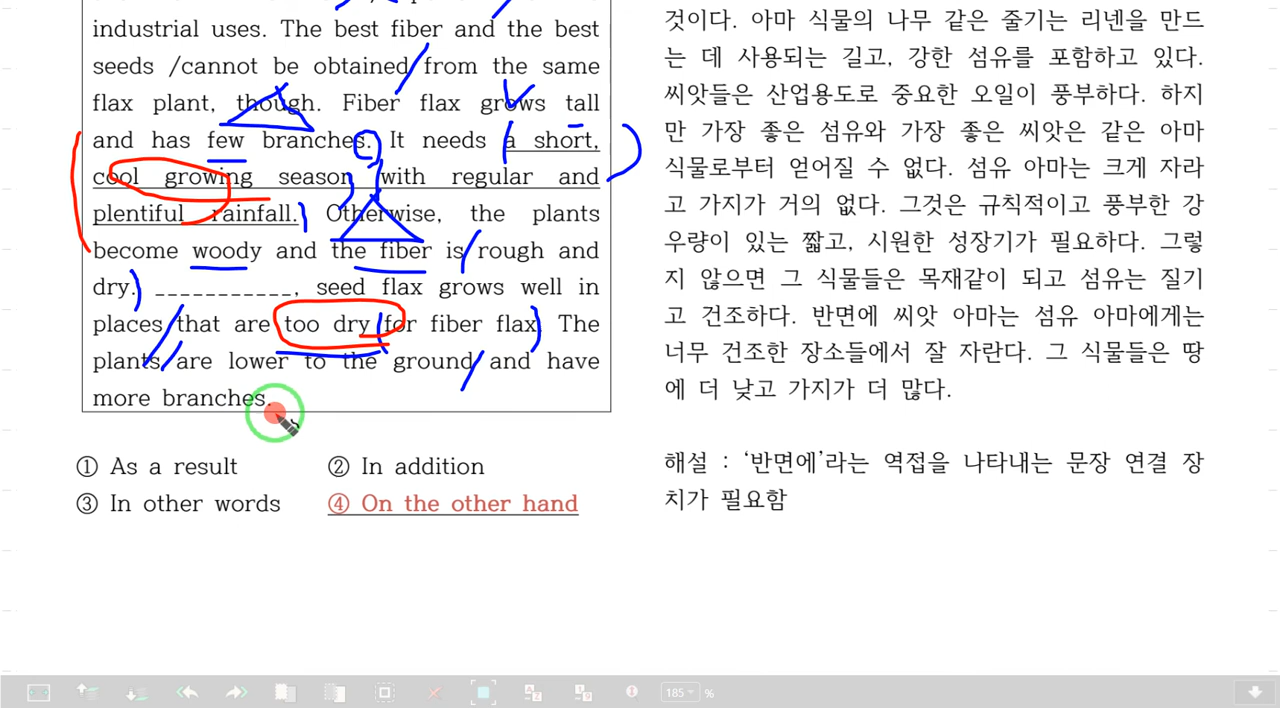 industrial uses. The best fiber and the best
seeds /cannot be obtained from the same
flax plant, though. Fiber flax grows tall
and has few branches. It needs a short,
cool growing season with regular and
plentiful rainfall. Otherwise, the plants
become woody and the fiber is rough and
dry. ___________, seed flax grows well in
places that are too dry for fiber flax. The
plants are lower to the ground and have
more branches.
① As a result ② In addition
③ In other words ④ On the other hand
것이다. 아마 식물의 나무 같은 줄기는 리넨을 만드
는 데 사용되는 길고, 강한 섬유를 포함하고 있다.
씨앗들은 산업용도로 중요한 오일이 풍부하다. 하지
만 가장 좋은 섬유와 가장 좋은 씨앗은 같은 아마
식물로부터 얻어질 수 없다. 섬유 아마는 크게 자라
고 가지가 거의 없다. 그것은 규칙적이고 풍부한 강
우량이 있는 짧고, 시원한 성장기가 필요하다. 그렇
지 않으면 그 식물들은 목재같이 되고 섬유는 질기
고 건조하다. 반면에 씨앗 아마는 섬유 아마에게는
너무 건조한 장소들에서 잘 자란다. 그 식물들은 땅
에 더 낮고 가지가 더 많다.
해설 : ‘반면에’라는 역접을 나타내는 문장 연결 장
치가 필요함
185 %